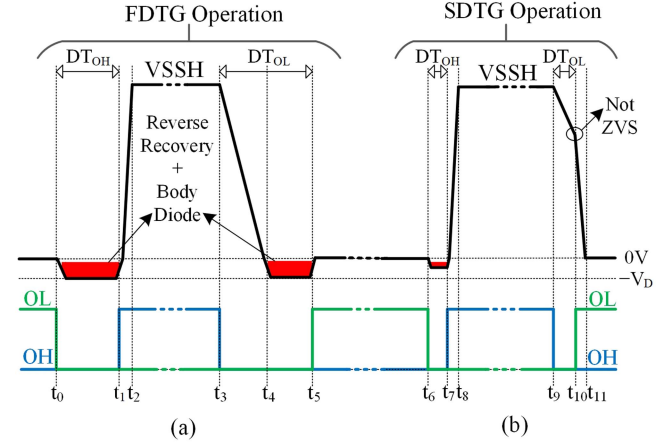 FDTG Operation
SDTG Operation
DT_OH
VSSH
DT_OL
DT_OH
VSSH
DT_OL
Reverse
Recovery
+
Body
Diode
Not
ZVS
0V
−V_D
OL
OL
OH
OH
t_0
t_1
t_2
t_3
t_4
t_5
t_6
t_7
t_8
t_9
t_10
t_11
(a)
(b)